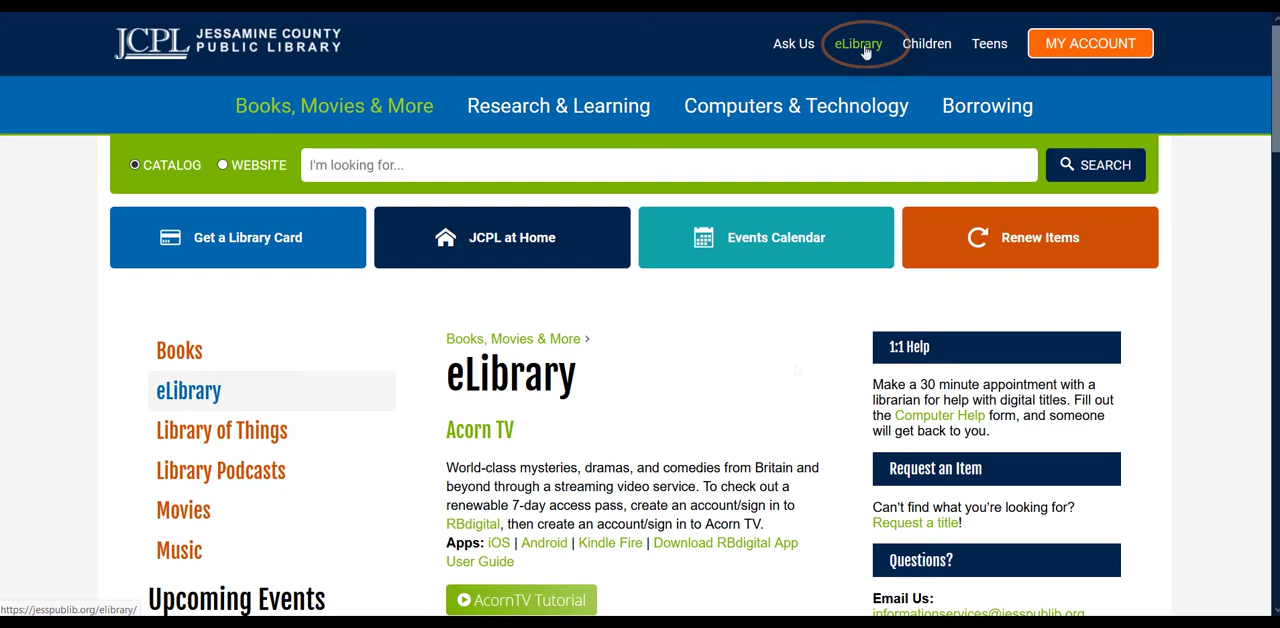 JCPL JESSAMINE COUNTY
PUBLIC LIBRARY
Ask Us eLibrary Children Teens MY ACCOUNT
Books, Movies & More Research & Learning Computers & Technology Borrowing
CATALOG WEBSITE I'm looking for... SEARCH
Get a Library Card JCPL at Home Events Calendar Renew Items
Books
eLibrary
Library of Things
Library Podcasts
Movies
Music
Upcoming Events
Books, Movies & More >
eLibrary
Acorn TV
World-class mysteries, dramas, and comedies from Britain and
beyond through a streaming video service. To check out a
renewable 7-day access pass, create an account/sign in to
RBdigital, then create an account/sign in to Acorn TV.
Apps: iOS | Android | Kindle Fire | Download RBdigital App
User Guide
AcornTV Tutorial
1:1 Help
Make a 30 minute appointment with a
librarian for help with digital titles. Fill out
the Computer Help form, and someone
will get back to you.
Request an Item
Can't find what you're looking for?
Request a title!
Questions?
Email Us:
informationservices@jesspublib.org
https://jesspublib.org/elibrary/